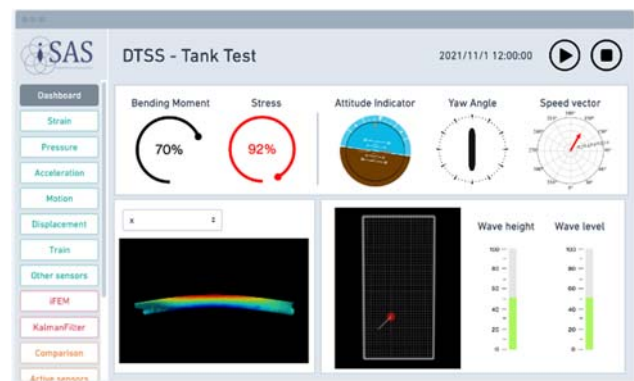 iSAS
DTSS - Tank Test
2021/11/1 12:00:00
Dashboard
Strain
Pressure
Acceleration
Motion
Displacement
Train
Other sensors
iFEM
KalmanFilter
Comparison
Active sensors
Bending Moment
Stress
Attitude Indicator
Yaw Angle
Speed vector
70%
92%
x
Wave height
Wave level
100
80
60
40
20
0
100
80
60
40
20
0